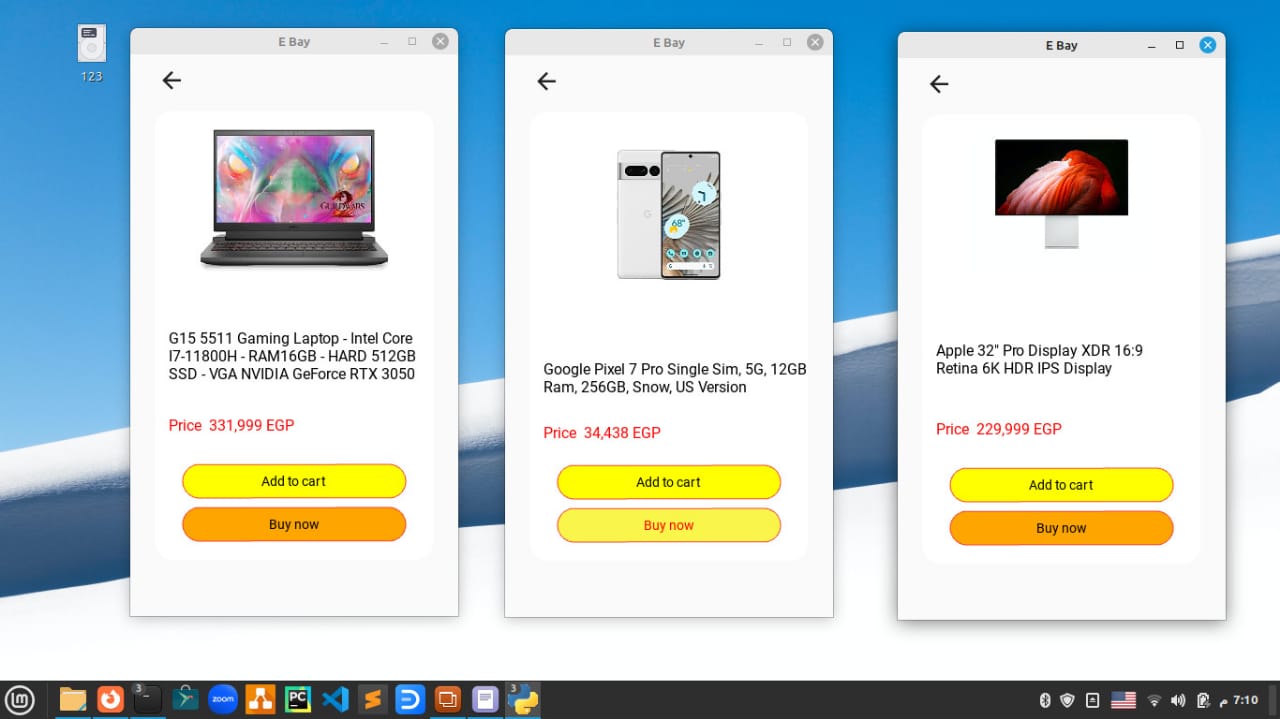 123
E Bay
GUILDWARS
2
G15 5511 Gaming Laptop - Intel Core
I7-11800H - RAM16GB - HARD 512GB
SSD - VGA NVIDIA GeForce RTX 3050
Price 331,999 EGP
Add to cart
Buy now
E Bay
G
68°
G
Google Pixel 7 Pro Single Sim, 5G, 12GB
Ram, 256GB, Snow, US Version
Price 34,438 EGP
Add to cart
Buy now
E Bay
Apple 32" Pro Display XDR 16:9
Retina 6K HDR IPS Display
Price 229,999 EGP
Add to cart
Buy now
3
zoom
PC
3
م 7:10